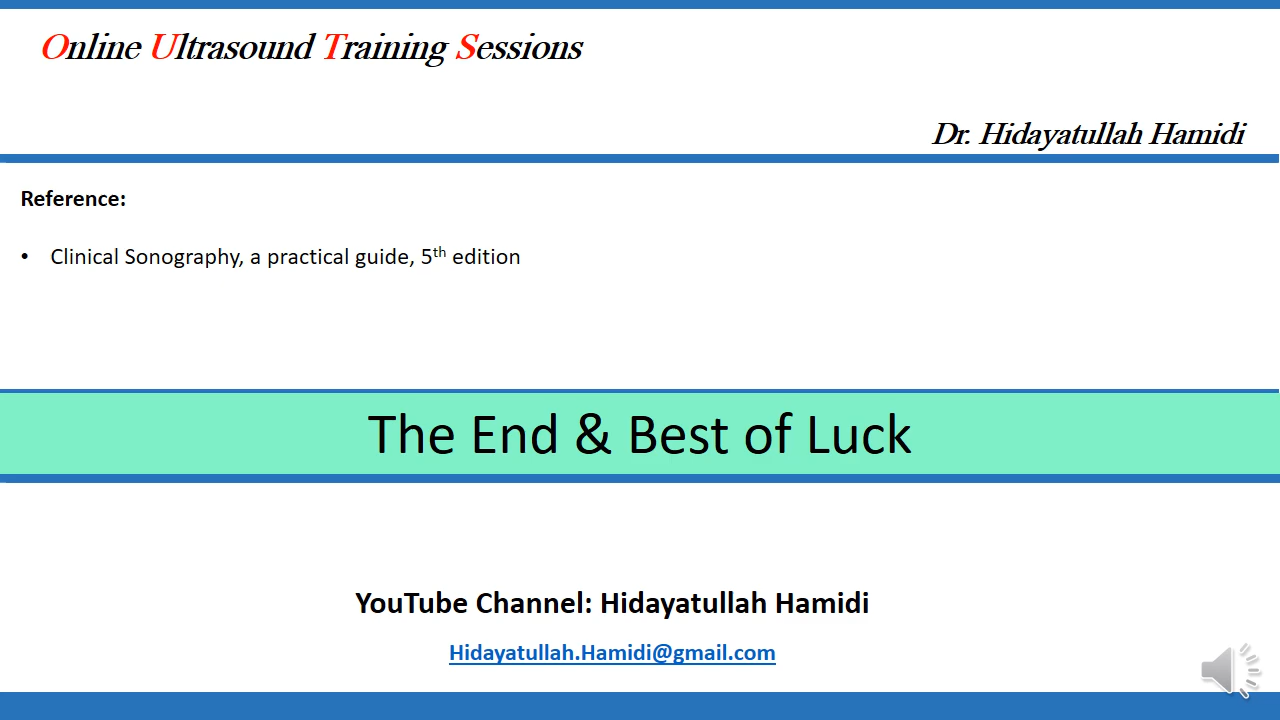 Online Ultrasound Training Sessions
Dr. Hidayatullah Hamidi
Reference:
• Clinical Sonography, a practical guide, 5th edition
The End & Best of Luck
YouTube Channel: Hidayatullah Hamidi
Hidayatullah.Hamidi@gmail.com